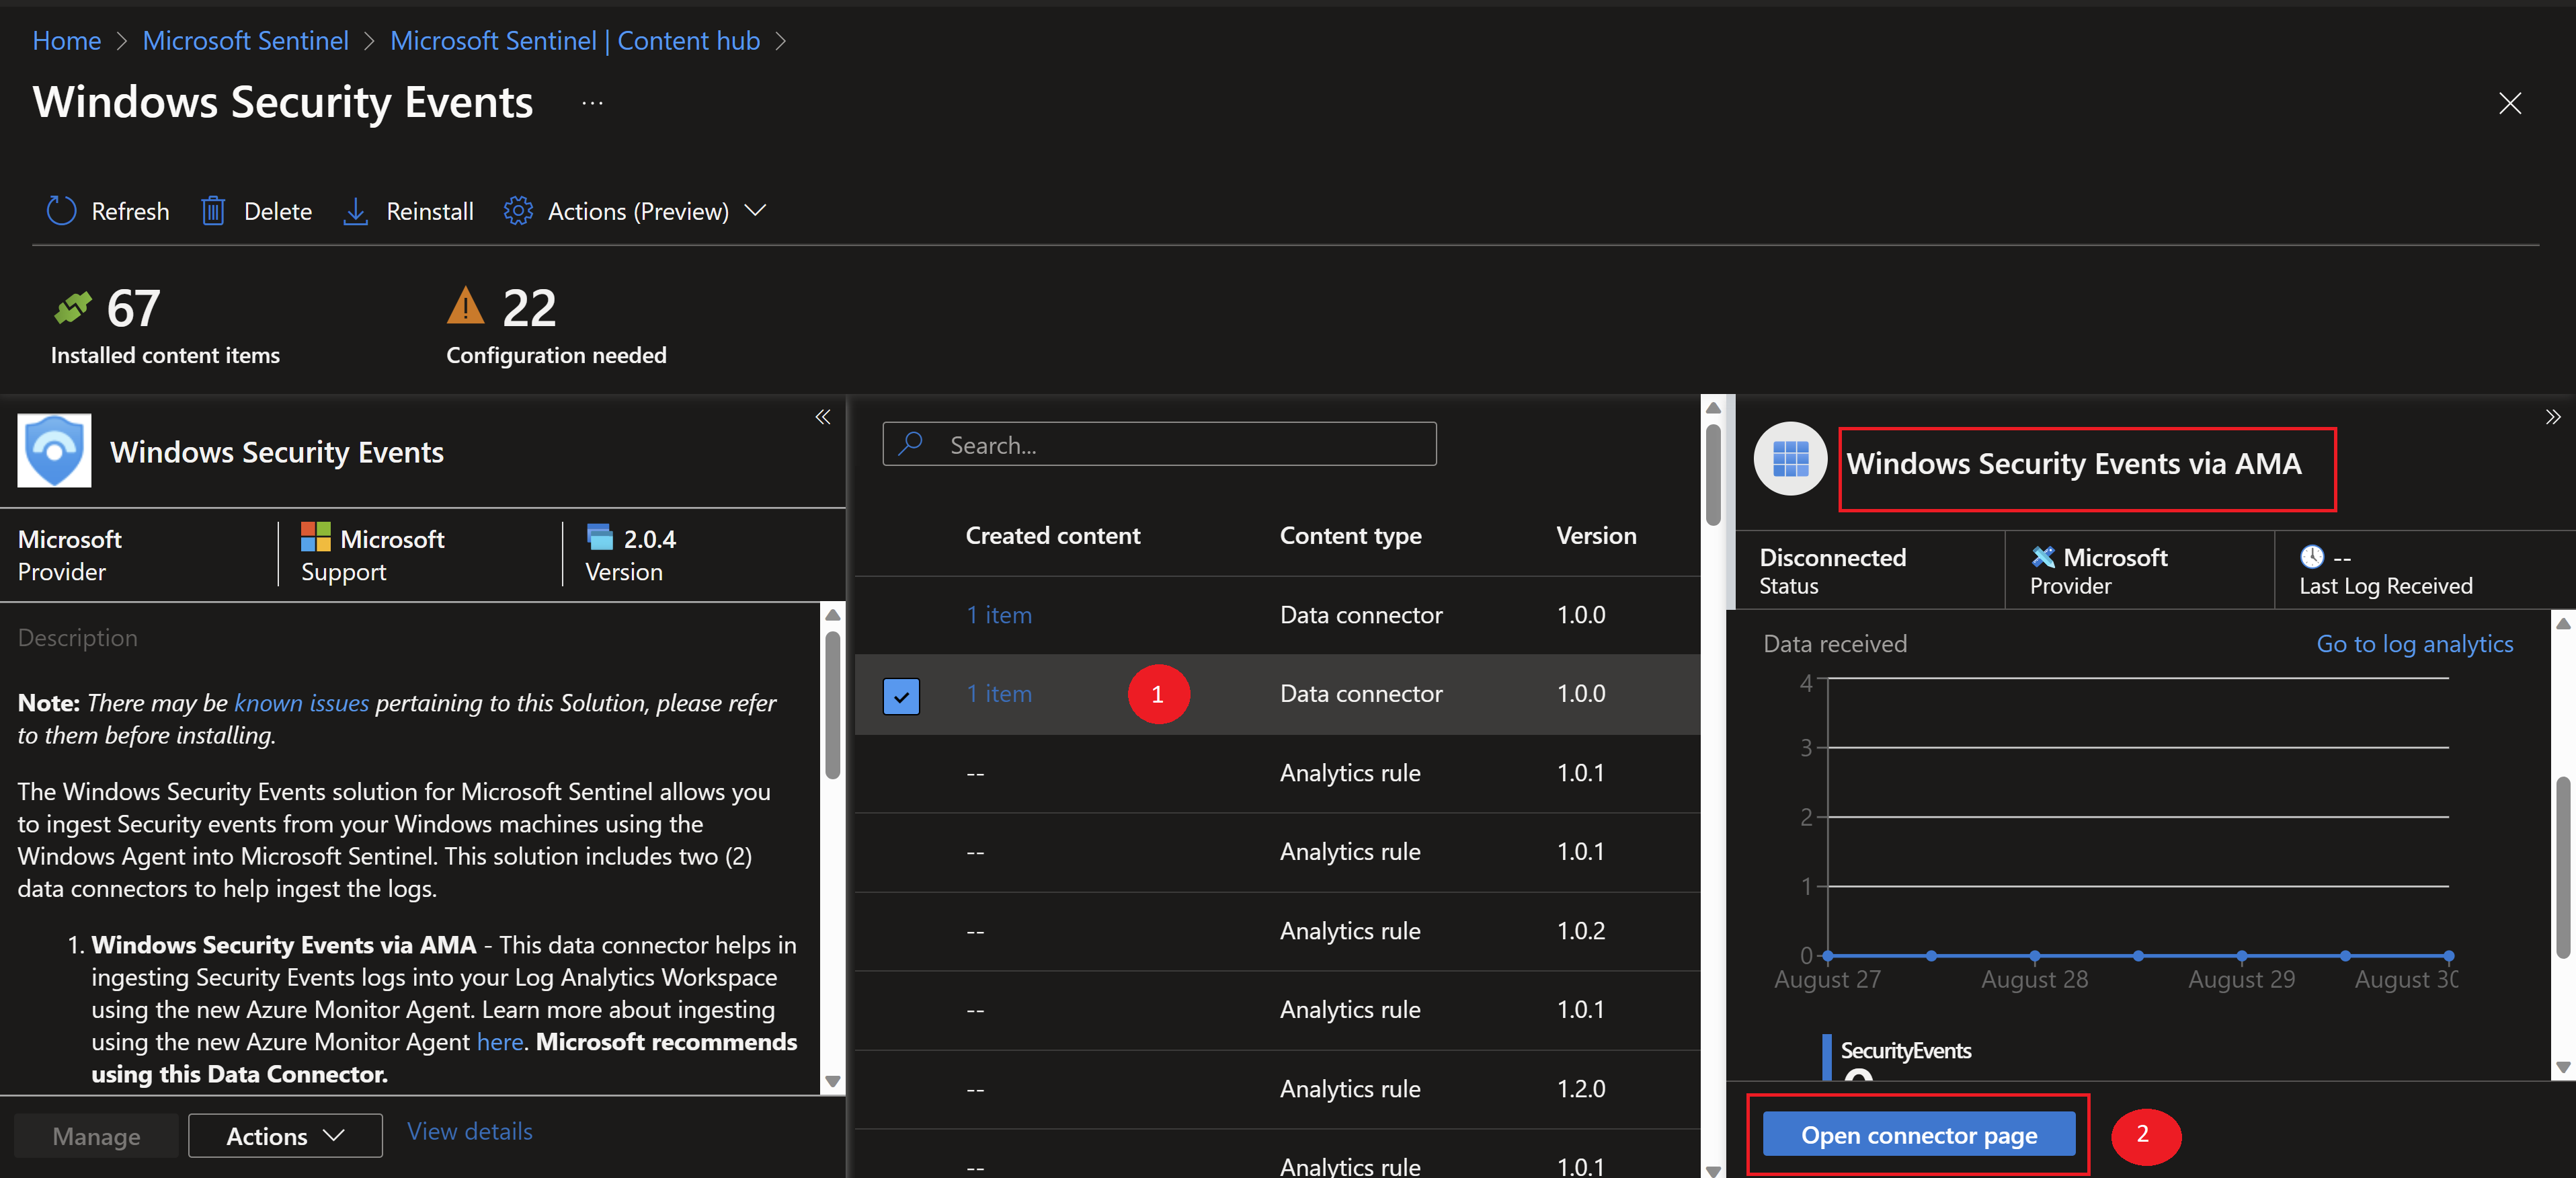 Home > Microsoft Sentinel > Microsoft Sentinel | Content hub >
Windows Security Events ...
Refresh Delete Reinstall Actions (Preview)
67
Installed content items
22
Configuration needed
Windows Security Events
Microsoft
Provider
Microsoft
Support
2.0.4
Version
Description
Note: There may be known issues pertaining to this Solution, please refer
to them before installing.
The Windows Security Events solution for Microsoft Sentinel allows you
to ingest Security events from your Windows machines using the
Windows Agent into Microsoft Sentinel. This solution includes two (2)
data connectors to help ingest the logs.
1. Windows Security Events via AMA - This data connector helps in
ingesting Security Events logs into your Log Analytics Workspace
using the new Azure Monitor Agent. Learn more about ingesting
using the new Azure Monitor Agent here. Microsoft recommends
using this Data Connector.
Manage Actions View details
Search...
Created content Content type Version
1 item Data connector 1.0.0
1 item 1 Data connector 1.0.0
-- Analytics rule 1.0.1
-- Analytics rule 1.0.1
-- Analytics rule 1.0.2
-- Analytics rule 1.0.1
-- Analytics rule 1.2.0
-- Analytics rule 1.0.1
Windows Security Events via AMA
Disconnected
Status
Microsoft
Provider
--
Last Log Received
Data received Go to log analytics
4
3
2
1
0
August 27 August 28 August 29 August 30
SecurityEvents
Open connector page 2